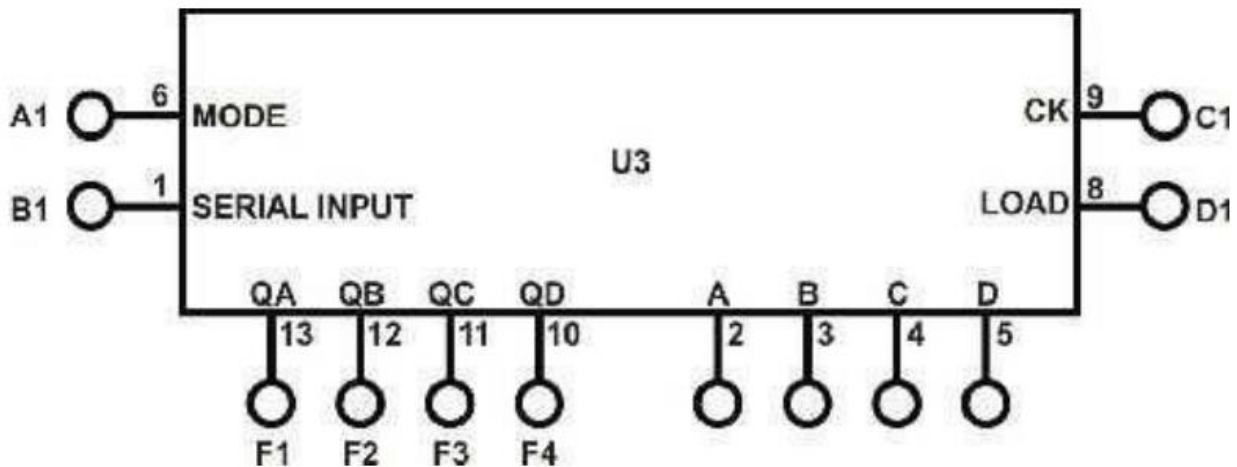 6 9
A1 MODE CK C1
U3
1 8
B1 SERIAL INPUT LOAD D1
QA QB QC QD A B C D
13 12 11 10 2 3 4 5
F1 F2 F3 F4